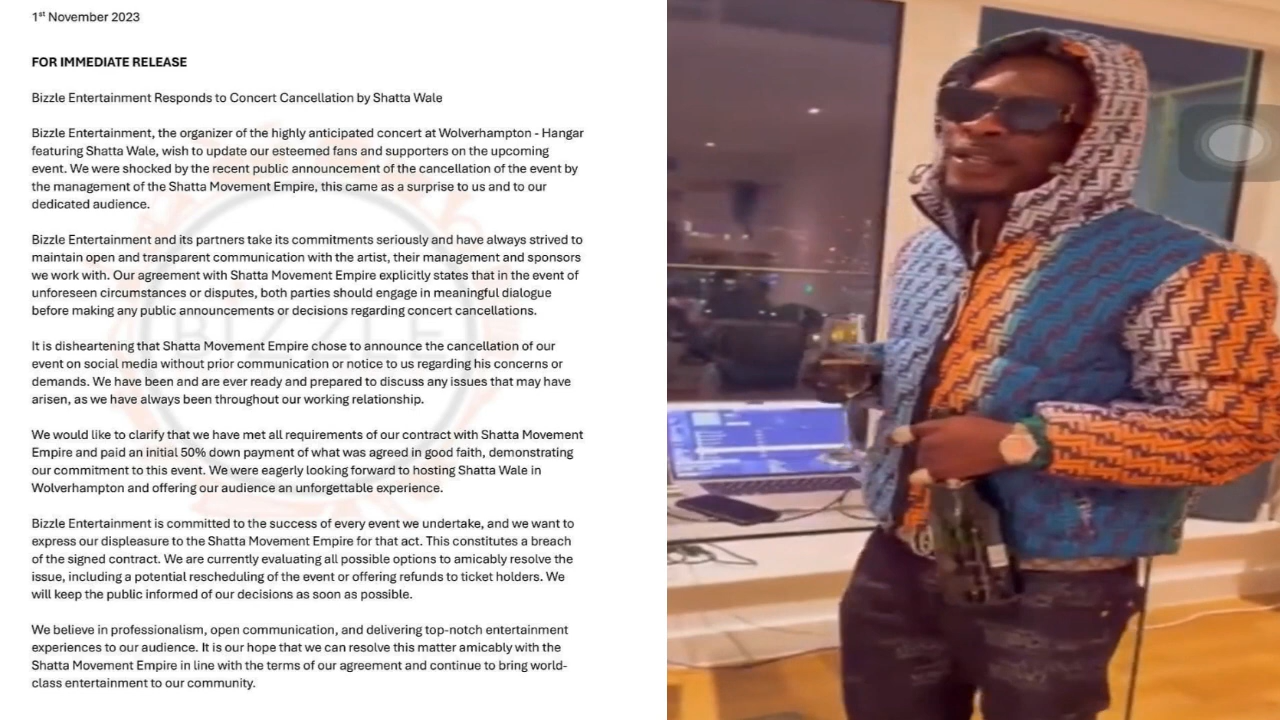 1st November 2023
FOR IMMEDIATE RELEASE
Bizzle Entertainment Responds to Concert Cancellation by Shatta Wale
Bizzle Entertainment, the organizer of the highly anticipated concert at Wolverhampton - Hangar
featuring Shatta Wale, wish to update our esteemed fans and supporters on the upcoming
event. We were shocked by the recent public announcement of the cancellation of the event by
the management of the Shatta Movement Empire, this came as a surprise to us and to our
dedicated audience.
Bizzle Entertainment and its partners take its commitments seriously and have always strived to
maintain open and transparent communication with the artist, their management and sponsors
we work with. Our agreement with Shatta Movement Empire explicitly states that in the event of
unforeseen circumstances or disputes, both parties should engage in meaningful dialogue
before making any public announcements or decisions regarding concert cancellations.
It is disheartening that Shatta Movement Empire chose to announce the cancellation of our
event on social media without prior communication or notice to us regarding his concerns or
demands. We have been and are ever ready and prepared to discuss any issues that may have
arisen, as we have always been throughout our working relationship.
We would like to clarify that we have met all requirements of our contract with Shatta Movement
Empire and paid an initial 50% down payment of what was agreed in good faith, demonstrating
our commitment to this event. We were eagerly looking forward to hosting Shatta Wale in
Wolverhampton and offering our audience an unforgettable experience.
Bizzle Entertainment is committed to the success of every event we undertake, and we want to
express our displeasure to the Shatta Movement Empire for that act. This constitutes a breach
of the signed contract. We are currently evaluating all possible options to amicably resolve the
issue, including a potential rescheduling of the event or offering refunds to ticket holders. We
will keep the public informed of our decisions as soon as possible.
We believe in professionalism, open communication, and delivering top-notch entertainment
experiences to our audience. It is our hope that we can resolve this matter amicably with the
Shatta Movement Empire in line with the terms of our agreement and continue to bring world-
class entertainment to our community.
BIZZLE